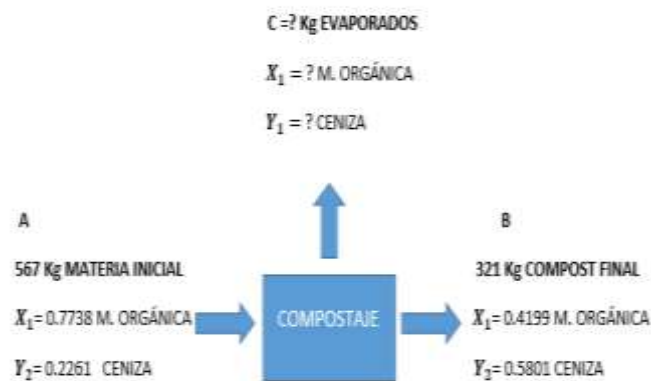 C =? Kg EVAPORADOS
X₁ = ? M. ORGÁNICA
Y₁ = ? CENIZA
A
567 Kg MATERIA INICIAL
X₁= 0.7738 M. ORGÁNICA
Y₂= 0.2261 CENIZA
COMPOSTAJE
B
321 Kg COMPOST FINAL
X₁= 0.4199 M. ORGÁNICA
Y₂= 0.5801 CENIZA